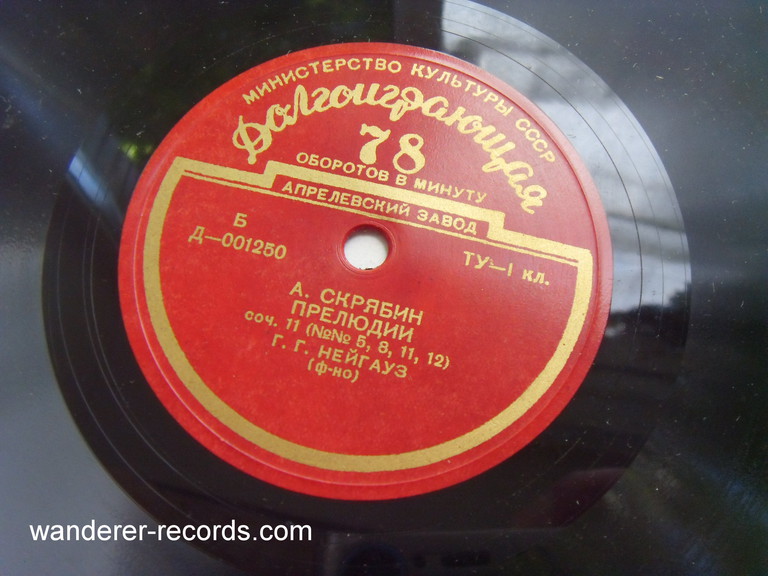 МИНИСТЕРСТВО КУЛЬТУРЫ СССР
Долгоиграющая
78
ОБОРОТОВ В МИНУТУ
АПРЕЛЕВСКИЙ ЗАВОД
Б
Д—001250
ТУ—I кл.
А. СКРЯБИН
ПРЕЛЮДИИ
соч. 11 (№№ 5, 8, 11, 12)
Г. Г. НЕЙГАУЗ
(ф-но)
wanderer-records.com